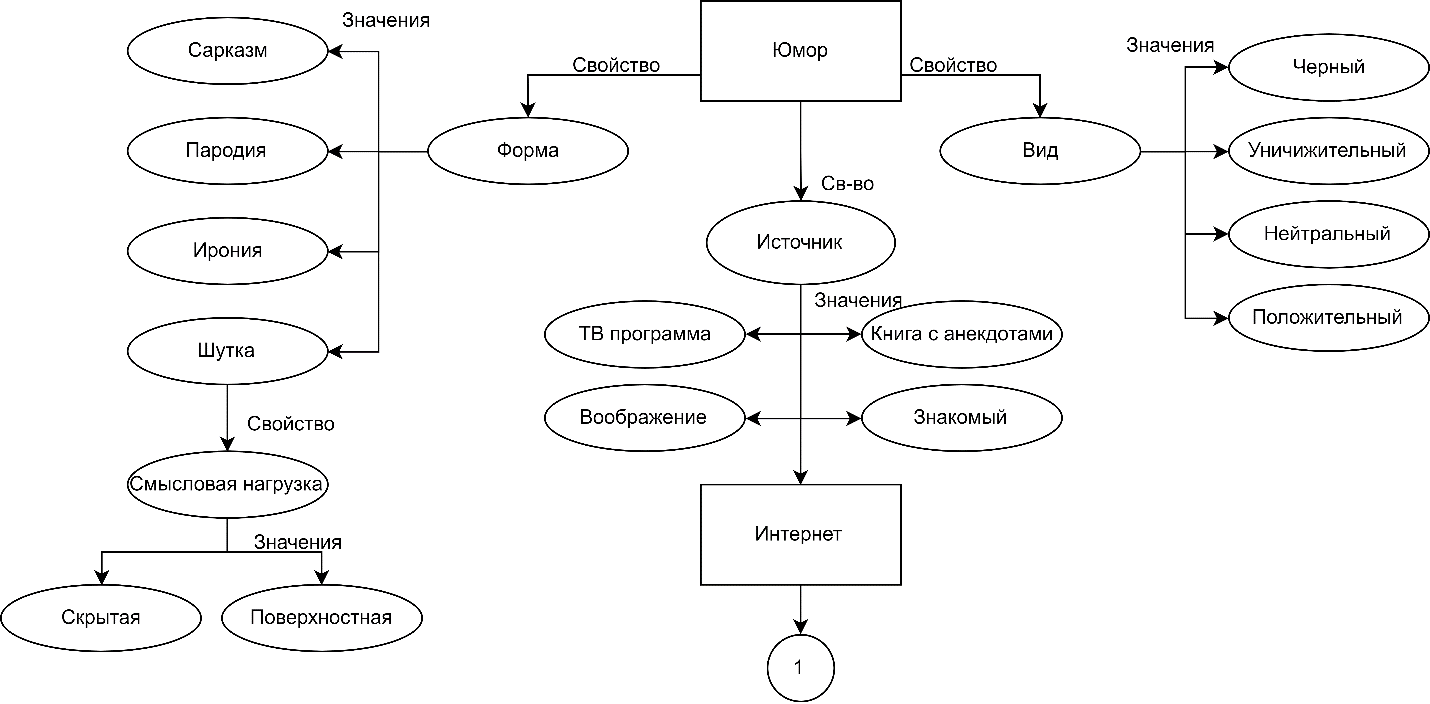 Значения
Юмор
Сарказм
Свойство
Свойство
Значения
Черный
Пародия
Форма
Вид
Уничижительный
Св-во
Ирония
Источник
Нейтральный
Значения
Шутка
ТВ программа
Книга с анекдотами
Положительный
Свойство
Воображение
Знакомый
Смысловая нагрузка
Значения
Интернет
Скрытая
Поверхностная
1